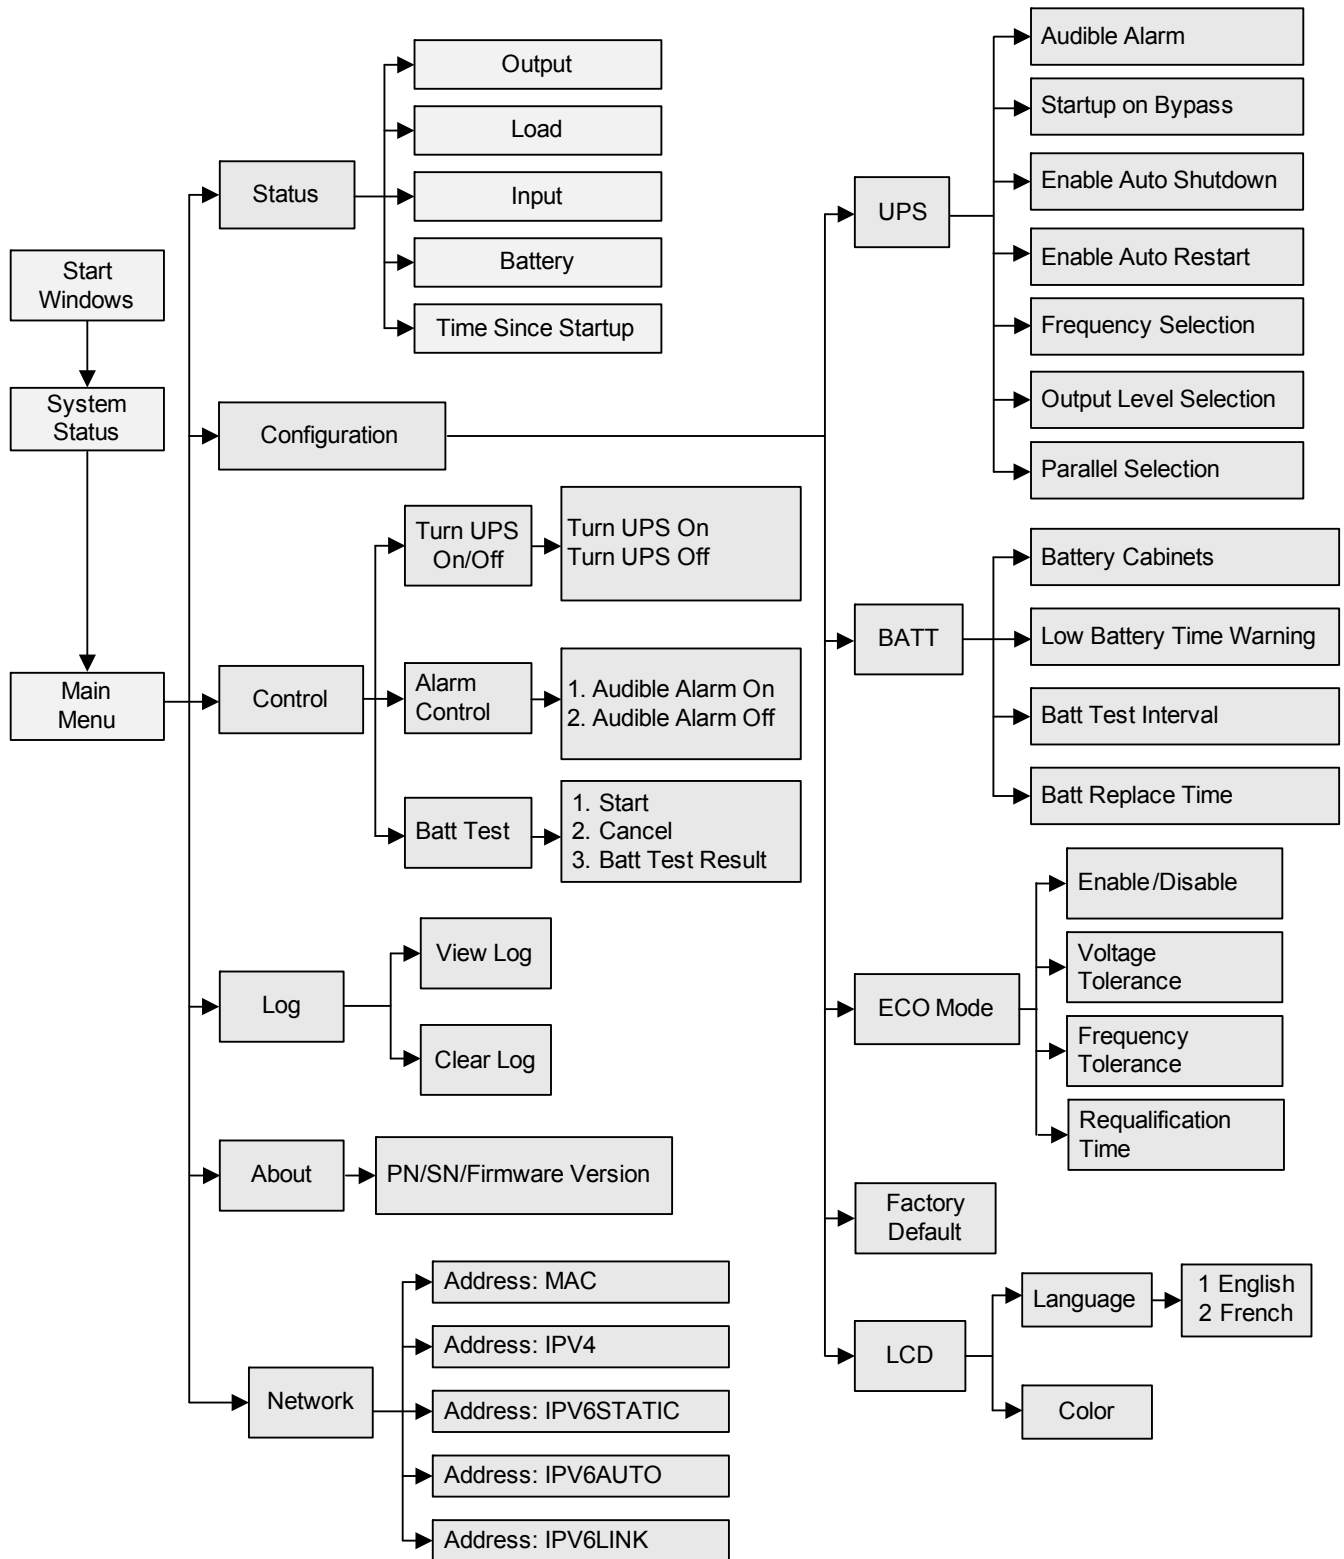 Start
Windows
System
Status
Main
Menu
Status
Output
Load
Input
Battery
Time Since Startup
Configuration
Control
Turn UPS
On/Off
Turn UPS On
Turn UPS Off
Alarm
Control
1. Audible Alarm On
2. Audible Alarm Off
Batt Test
1. Start
2. Cancel
3. Batt Test Result
Log
View Log
Clear Log
About
PN/SN/Firmware Version
Network
Address: MAC
Address: IPV4
Address: IPV6STATIC
Address: IPV6AUTO
Address: IPV6LINK
UPS
Audible Alarm
Startup on Bypass
Enable Auto Shutdown
Enable Auto Restart
Frequency Selection
Output Level Selection
Parallel Selection
BATT
Battery Cabinets
Low Battery Time Warning
Batt Test Interval
Batt Replace Time
ECO Mode
Enable/Disable
Voltage
Tolerance
Frequency
Tolerance
Requalification
Time
Factory
Default
LCD
Language
1 English
2 French
Color